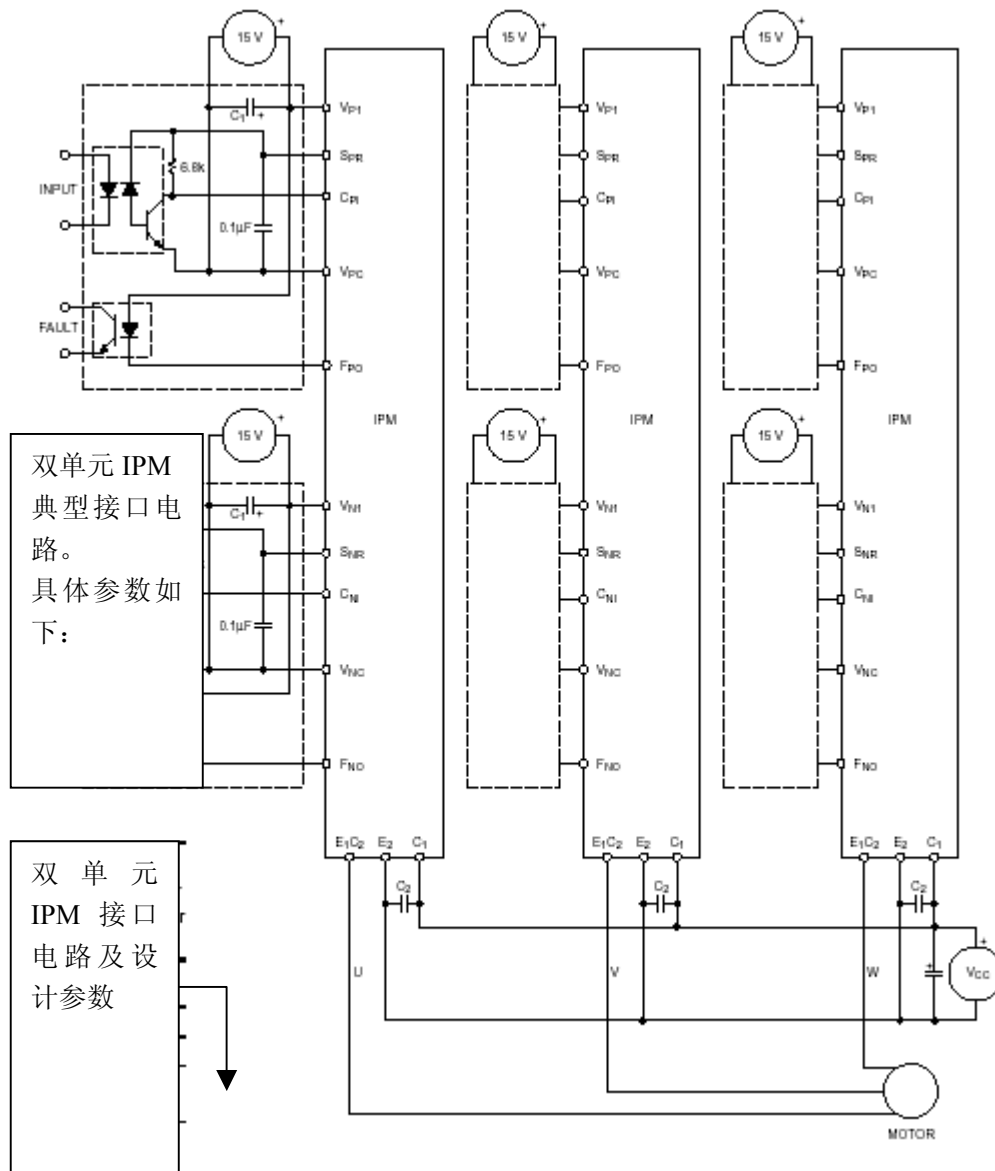 15 V
+
15 V
+
15 V
+
C1
+
6.8k
INPUT
0.1µF
FAULT
VP1
SPR
CPI
VPC
FPO
IPM
VP1
SPR
CPI
VPC
FPO
IPM
VP1
SPR
CPI
VPC
FPO
IPM
15 V
+
15 V
+
15 V
+
双单元 IPM
典型接口电
路。
具体参数如
下：
C1
+
0.1µF
VN1
SNR
CNI
VNC
FNO
VN1
SNR
CNI
VNC
FNO
VN1
SNR
CNI
VNC
FNO
E1C2 E2 C1
E1C2 E2 C1
E1C2 E2 C1
双单元
IPM 接口
电路及设
计参数
C2
C2
C2
U
V
W
+
+
VCC
MOTOR